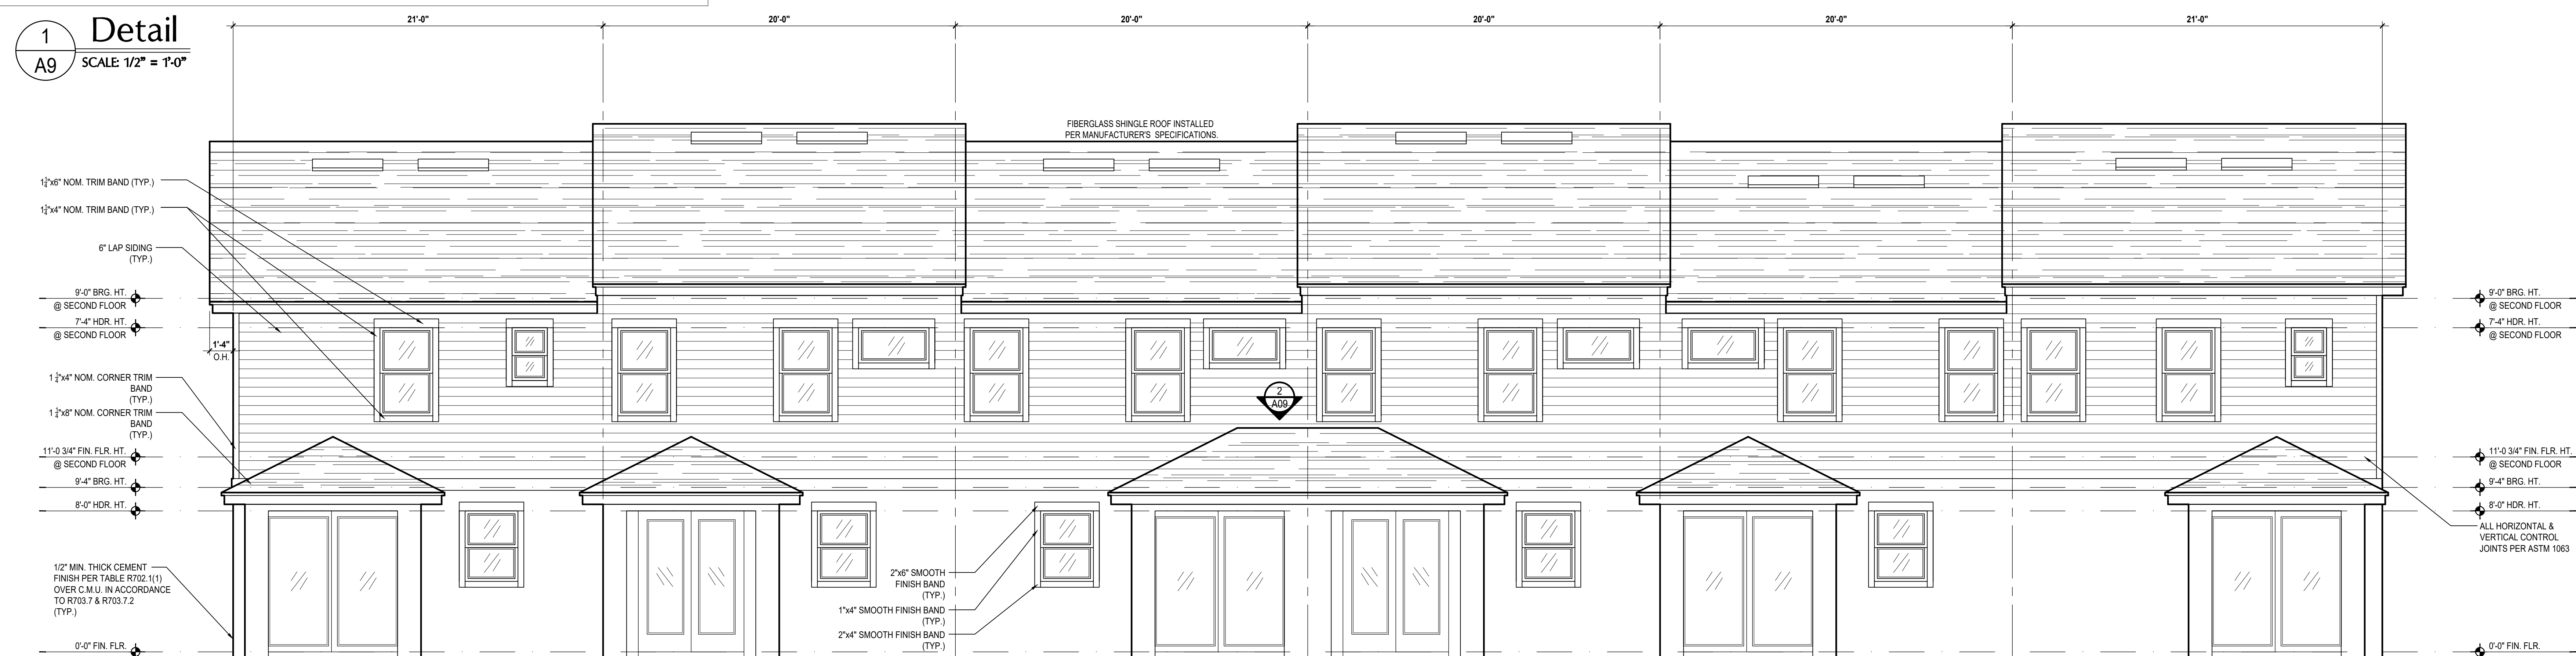 1
A9
Detail
SCALE: 1/2" = 1'-0"
21'-0"
20'-0"
20'-0"
20'-0"
20'-0"
21'-0"
FIBERGLASS SHINGLE ROOF INSTALLED
PER MANUFACTURER'S SPECIFICATIONS.
1¼"x6" NOM. TRIM BAND (TYP.)
1¼"x4" NOM. TRIM BAND (TYP.)
6" LAP SIDING
(TYP.)
9'-0" BRG. HT.
@ SECOND FLOOR
7'-4" HDR. HT.
@ SECOND FLOOR
1'-4"
O.H.
1 ¼"x4" NOM. CORNER TRIM
BAND
(TYP.)
1 ¼"x8" NOM. CORNER TRIM
BAND
(TYP.)
11'-0 3/4" FIN. FLR. HT.
@ SECOND FLOOR
9'-4" BRG. HT.
8'-0" HDR. HT.
1/2" MIN. THICK CEMENT
FINISH PER TABLE R702.1(1)
OVER C.M.U. IN ACCORDANCE
TO R703.7 & R703.7.2
(TYP.)
0'-0" FIN. FLR.
2
A09
2"x6" SMOOTH
FINISH BAND
(TYP.)
1"x4" SMOOTH FINISH BAND
(TYP.)
2"x4" SMOOTH FINISH BAND
(TYP.)
9'-0" BRG. HT.
@ SECOND FLOOR
7'-4" HDR. HT.
@ SECOND FLOOR
11'-0 3/4" FIN. FLR. HT.
@ SECOND FLOOR
9'-4" BRG. HT.
8'-0" HDR. HT.
ALL HORIZONTAL &
VERTICAL CONTROL
JOINTS PER ASTM 1063
0'-0" FIN. FLR.